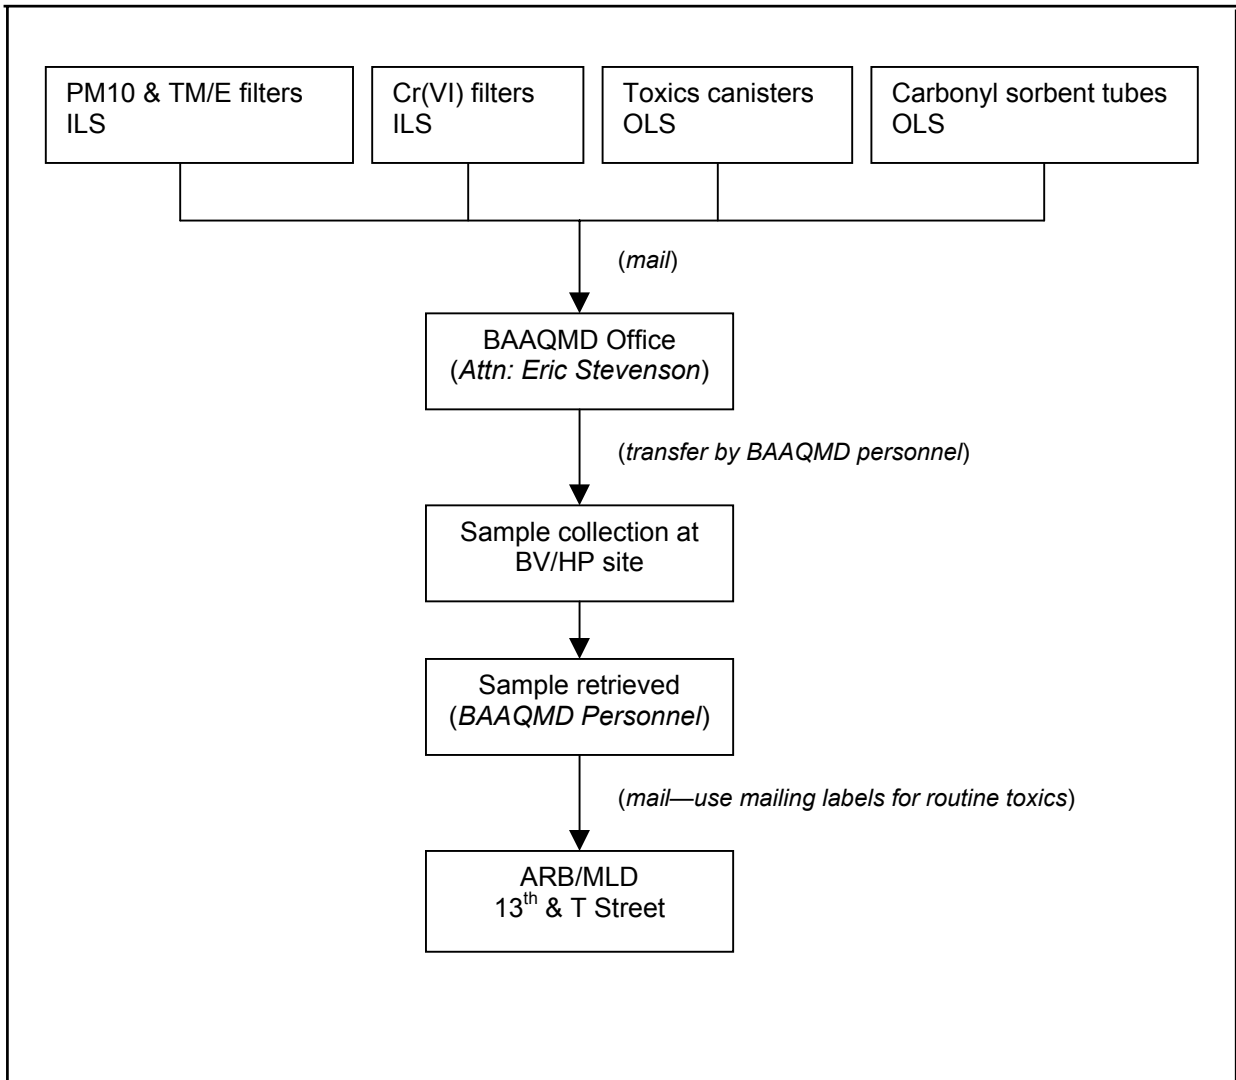 PM10 & TM/E filters
ILS
Cr(VI) filters
ILS
Toxics canisters
OLS
Carbonyl sorbent tubes
OLS
(mail)
BAAQMD Office
(Attn: Eric Stevenson)
(transfer by BAAQMD personnel)
Sample collection at
BV/HP site
Sample retrieved
(BAAQMD Personnel)
(mail—use mailing labels for routine toxics)
ARB/MLD
13th & T Street